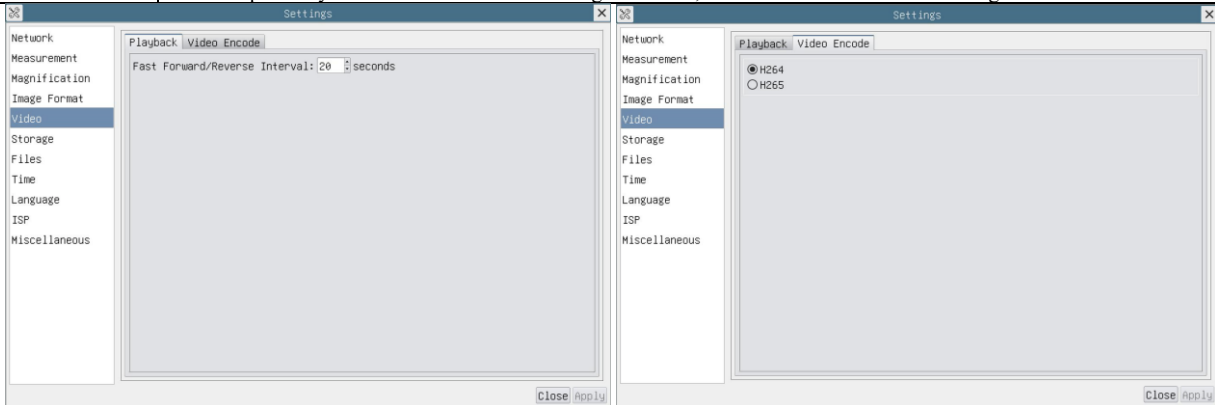 Settings
Network
Measurement
Magnification
Image Format
Video
Storage
Files
Time
Language
ISP
Miscellaneous
Playback Video Encode
Fast Forward/Reverse Interval: 20 seconds
Close Apply
Settings
Network
Measurement
Magnification
Image Format
Video
Storage
Files
Time
Language
ISP
Miscellaneous
Playback Video Encode
H264
H265
Close Apply